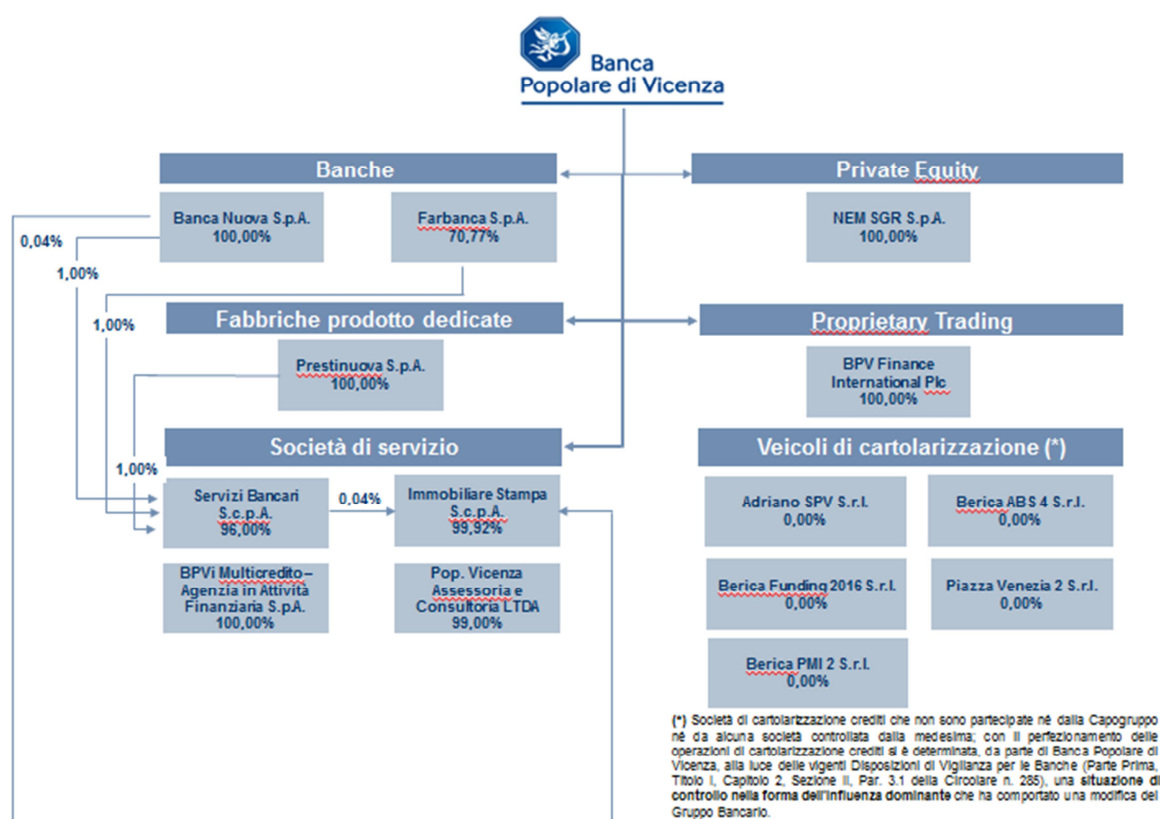 Banca
Popolare di Vicenza
Banche
Private Equity
Banca Nuova S.p.A.
100,00%
Farbanca S.p.A.
70,77%
NEM SGR S.p.A.
100,00%
0,04%
1,00%
1,00%
Fabbriche prodotto dedicate
Proprietary Trading
Prestinuova S.p.A.
100,00%
BPV Finance
International Plc
100,00%
Società di servizio
Veicoli di cartolarizzazione (*)
1,00%
Servizi Bancari
S.c.p.A.
96,00%
0,04%
Immobiliare Stampa
S.c.p.A.
99,92%
Adriano SPV S.r.l.
0,00%
Berica ABS 4 S.r.l.
0,00%
BPVi Multicredito –
Agenzia in Attività
Finanziaria S.p.A.
100,00%
Pop. Vicenza
Assessoria e
Consultoria LTDA
99,00%
Berica Funding 2016 S.r.l.
0,00%
Piazza Venezia 2 S.r.l.
0,00%
Berica PMI 2 S.r.l.
0,00%
(*) Società di cartolarizzazione crediti che non sono partecipate né dalla Capogruppo
né da alcuna società controllata dalla medesima; con il perfezionamento delle
operazioni di cartolarizzazione crediti si è determinata, da parte di Banca Popolare di
Vicenza, alla luce delle vigenti Disposizioni di Vigilanza per le Banche (Parte Prima,
Titolo I, Capitolo 2, Sezione II, Par. 3.1 della Circolare n. 285), una situazione di
controllo nella forma dell'influenza dominante che ha comportato una modifica del
Gruppo Bancario.